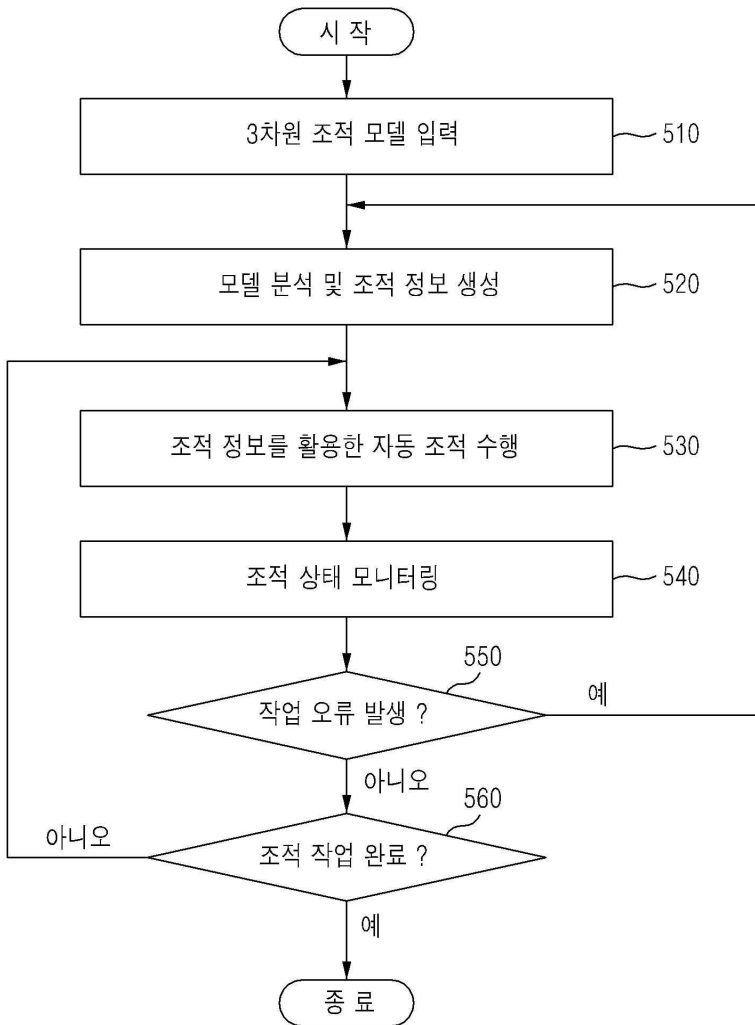 시 작
3차원 조적 모델 입력
510
모델 분석 및 조적 정보 생성
520
조적 정보를 활용한 자동 조적 수행
530
조적 상태 모니터링
540
550
작업 오류 발생 ?
예
아니오
560
아니오
조적 작업 완료 ?
예
종 료